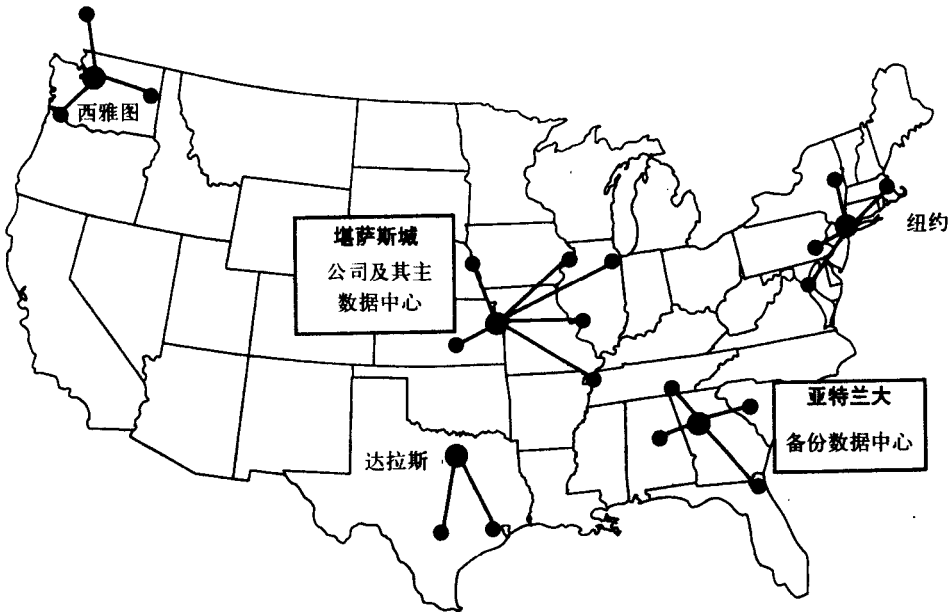 西雅图
纽约
堪萨斯城
公司及其主
数据中心
亚特兰大
备份数据中心
达拉斯